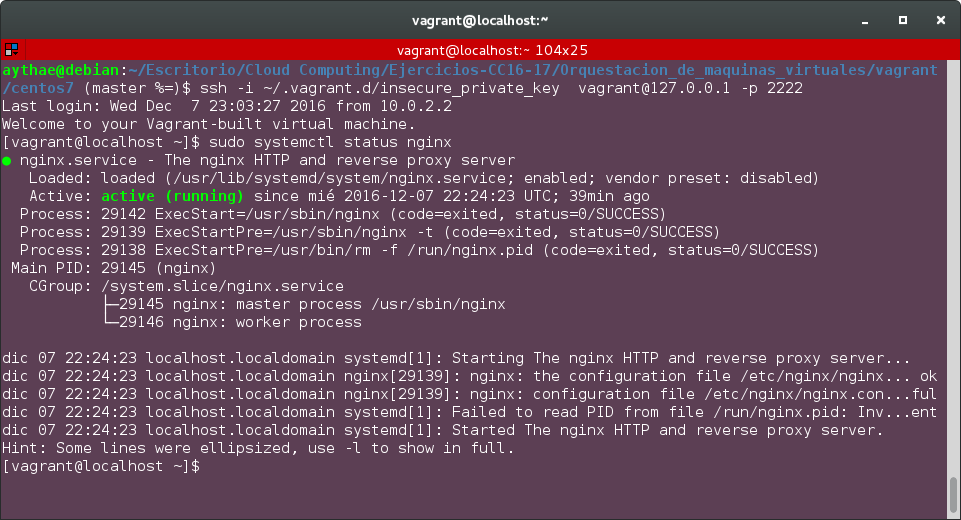 vagrant@localhost:~
vagrant@localhost:~ 104x25
aythae@debian:~/Escritorio/Cloud Computing/Ejercicios-CC16-17/Orquestacion_de_maquinas_virtuales/vagrant
/centos7 (master %=)$ ssh -i ~/.vagrant.d/insecure_private_key  vagrant@127.0.0.1 -p 2222
Last login: Wed Dec  7 23:03:27 2016 from 10.0.2.2
Welcome to your Vagrant-built virtual machine.
[vagrant@localhost ~]$ sudo systemctl status nginx
● nginx.service - The nginx HTTP and reverse proxy server
   Loaded: loaded (/usr/lib/systemd/system/nginx.service; enabled; vendor preset: disabled)
   Active: active (running) since mié 2016-12-07 22:24:23 UTC; 39min ago
  Process: 29142 ExecStart=/usr/sbin/nginx (code=exited, status=0/SUCCESS)
  Process: 29139 ExecStartPre=/usr/sbin/nginx -t (code=exited, status=0/SUCCESS)
  Process: 29138 ExecStartPre=/usr/bin/rm -f /run/nginx.pid (code=exited, status=0/SUCCESS)
 Main PID: 29145 (nginx)
   CGroup: /system.slice/nginx.service
           ├─29145 nginx: master process /usr/sbin/nginx
           └─29146 nginx: worker process
dic 07 22:24:23 localhost.localdomain systemd[1]: Starting The nginx HTTP and reverse proxy server...
dic 07 22:24:23 localhost.localdomain nginx[29139]: nginx: the configuration file /etc/nginx/nginx... ok
dic 07 22:24:23 localhost.localdomain nginx[29139]: nginx: configuration file /etc/nginx/nginx.con...ful
dic 07 22:24:23 localhost.localdomain systemd[1]: Failed to read PID from file /run/nginx.pid: Inv...ent
dic 07 22:24:23 localhost.localdomain systemd[1]: Started The nginx HTTP and reverse proxy server.
Hint: Some lines were ellipsized, use -l to show in full.
[vagrant@localhost ~]$